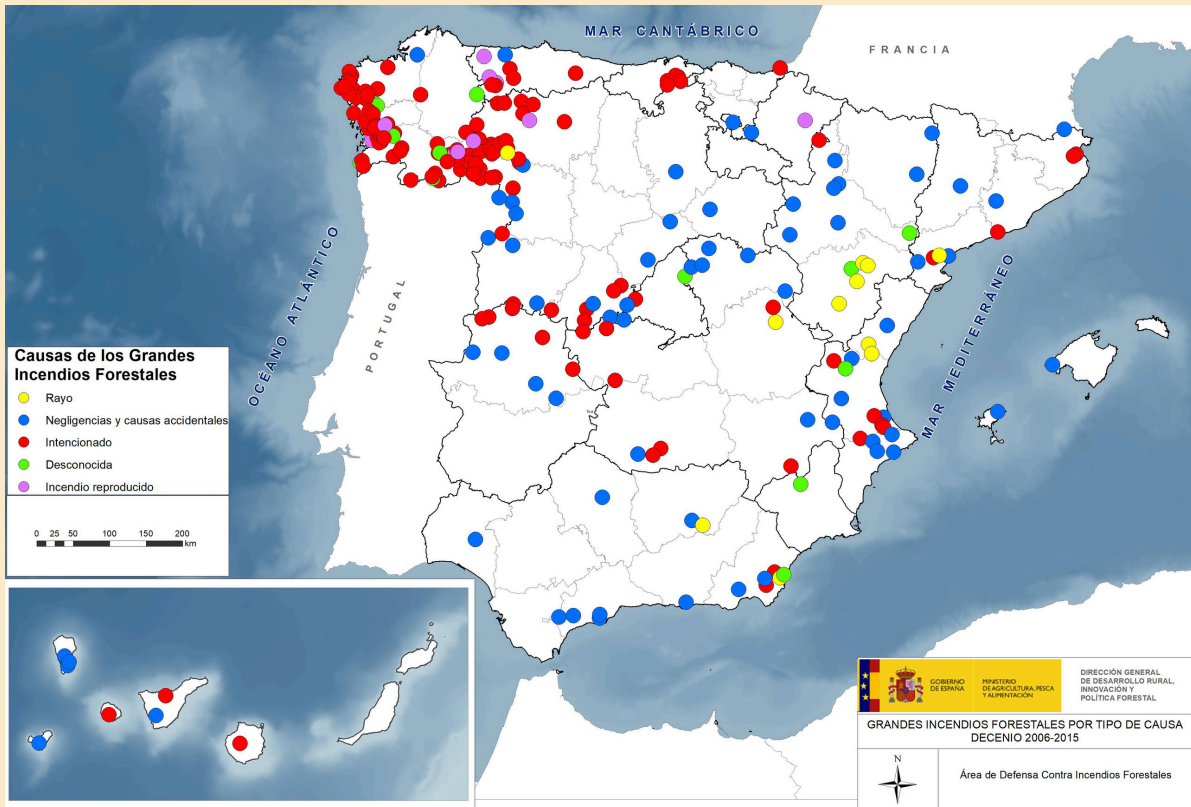 MAR CANTÁBRICO
FRANCIA
OCÉANO ATLÁNTICO
PORTUGAL
MAR MEDITERRÁNEO
Causas de los Grandes
Incendios Forestales
Rayo
Negligencias y causas accidentales
Intencionado
Desconocida
Incendio reproducido
0 25 50 100 150 200
km
GOBIERNO
DE ESPAÑA
MINISTERIO
DE AGRICULTURA, PESCA
Y ALIMENTACIÓN
DIRECCIÓN GENERAL
DE DESARROLLO RURAL,
INNOVACIÓN Y
POLÍTICA FORESTAL
GRANDES INCENDIOS FORESTALES POR TIPO DE CAUSA
DECENIO 2006-2015
N
Área de Defensa Contra Incendios Forestales